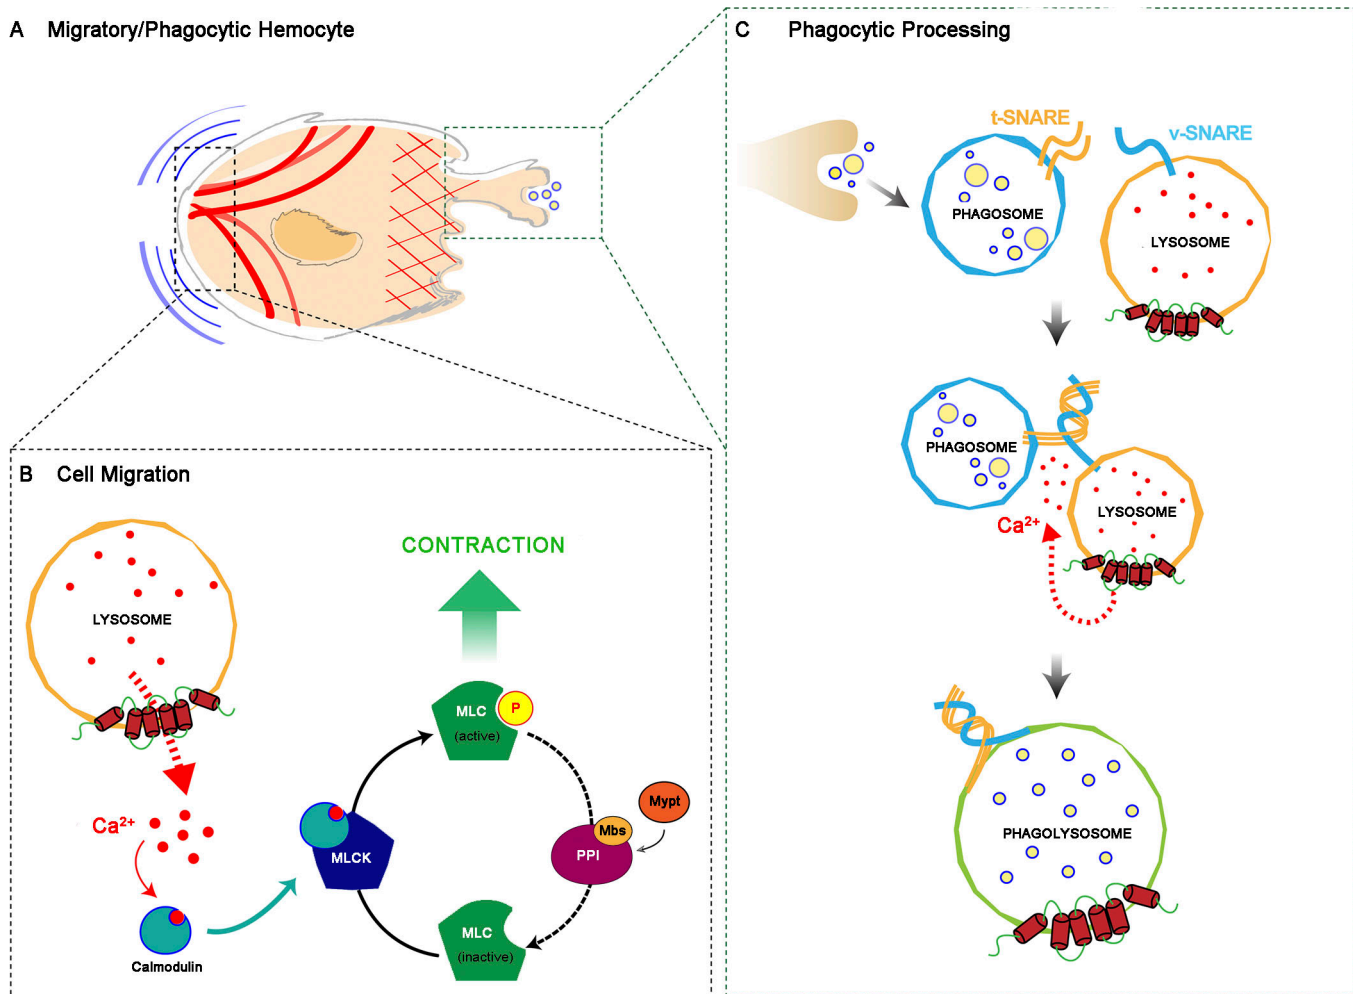 A Migratory/Phagocytic Hemocyte
B Cell Migration
LYSOSOME
Ca2+
Calmodulin
CONTRACTION
MLC
(active)
P
MLCK
Mypt
Mbs
PPI
MLC
(inactive)
C Phagocytic Processing
t-SNARE
v-SNARE
PHAGOSOME
LYSOSOME
PHAGOSOME
LYSOSOME
Ca2+
PHAGOLYSOSOME